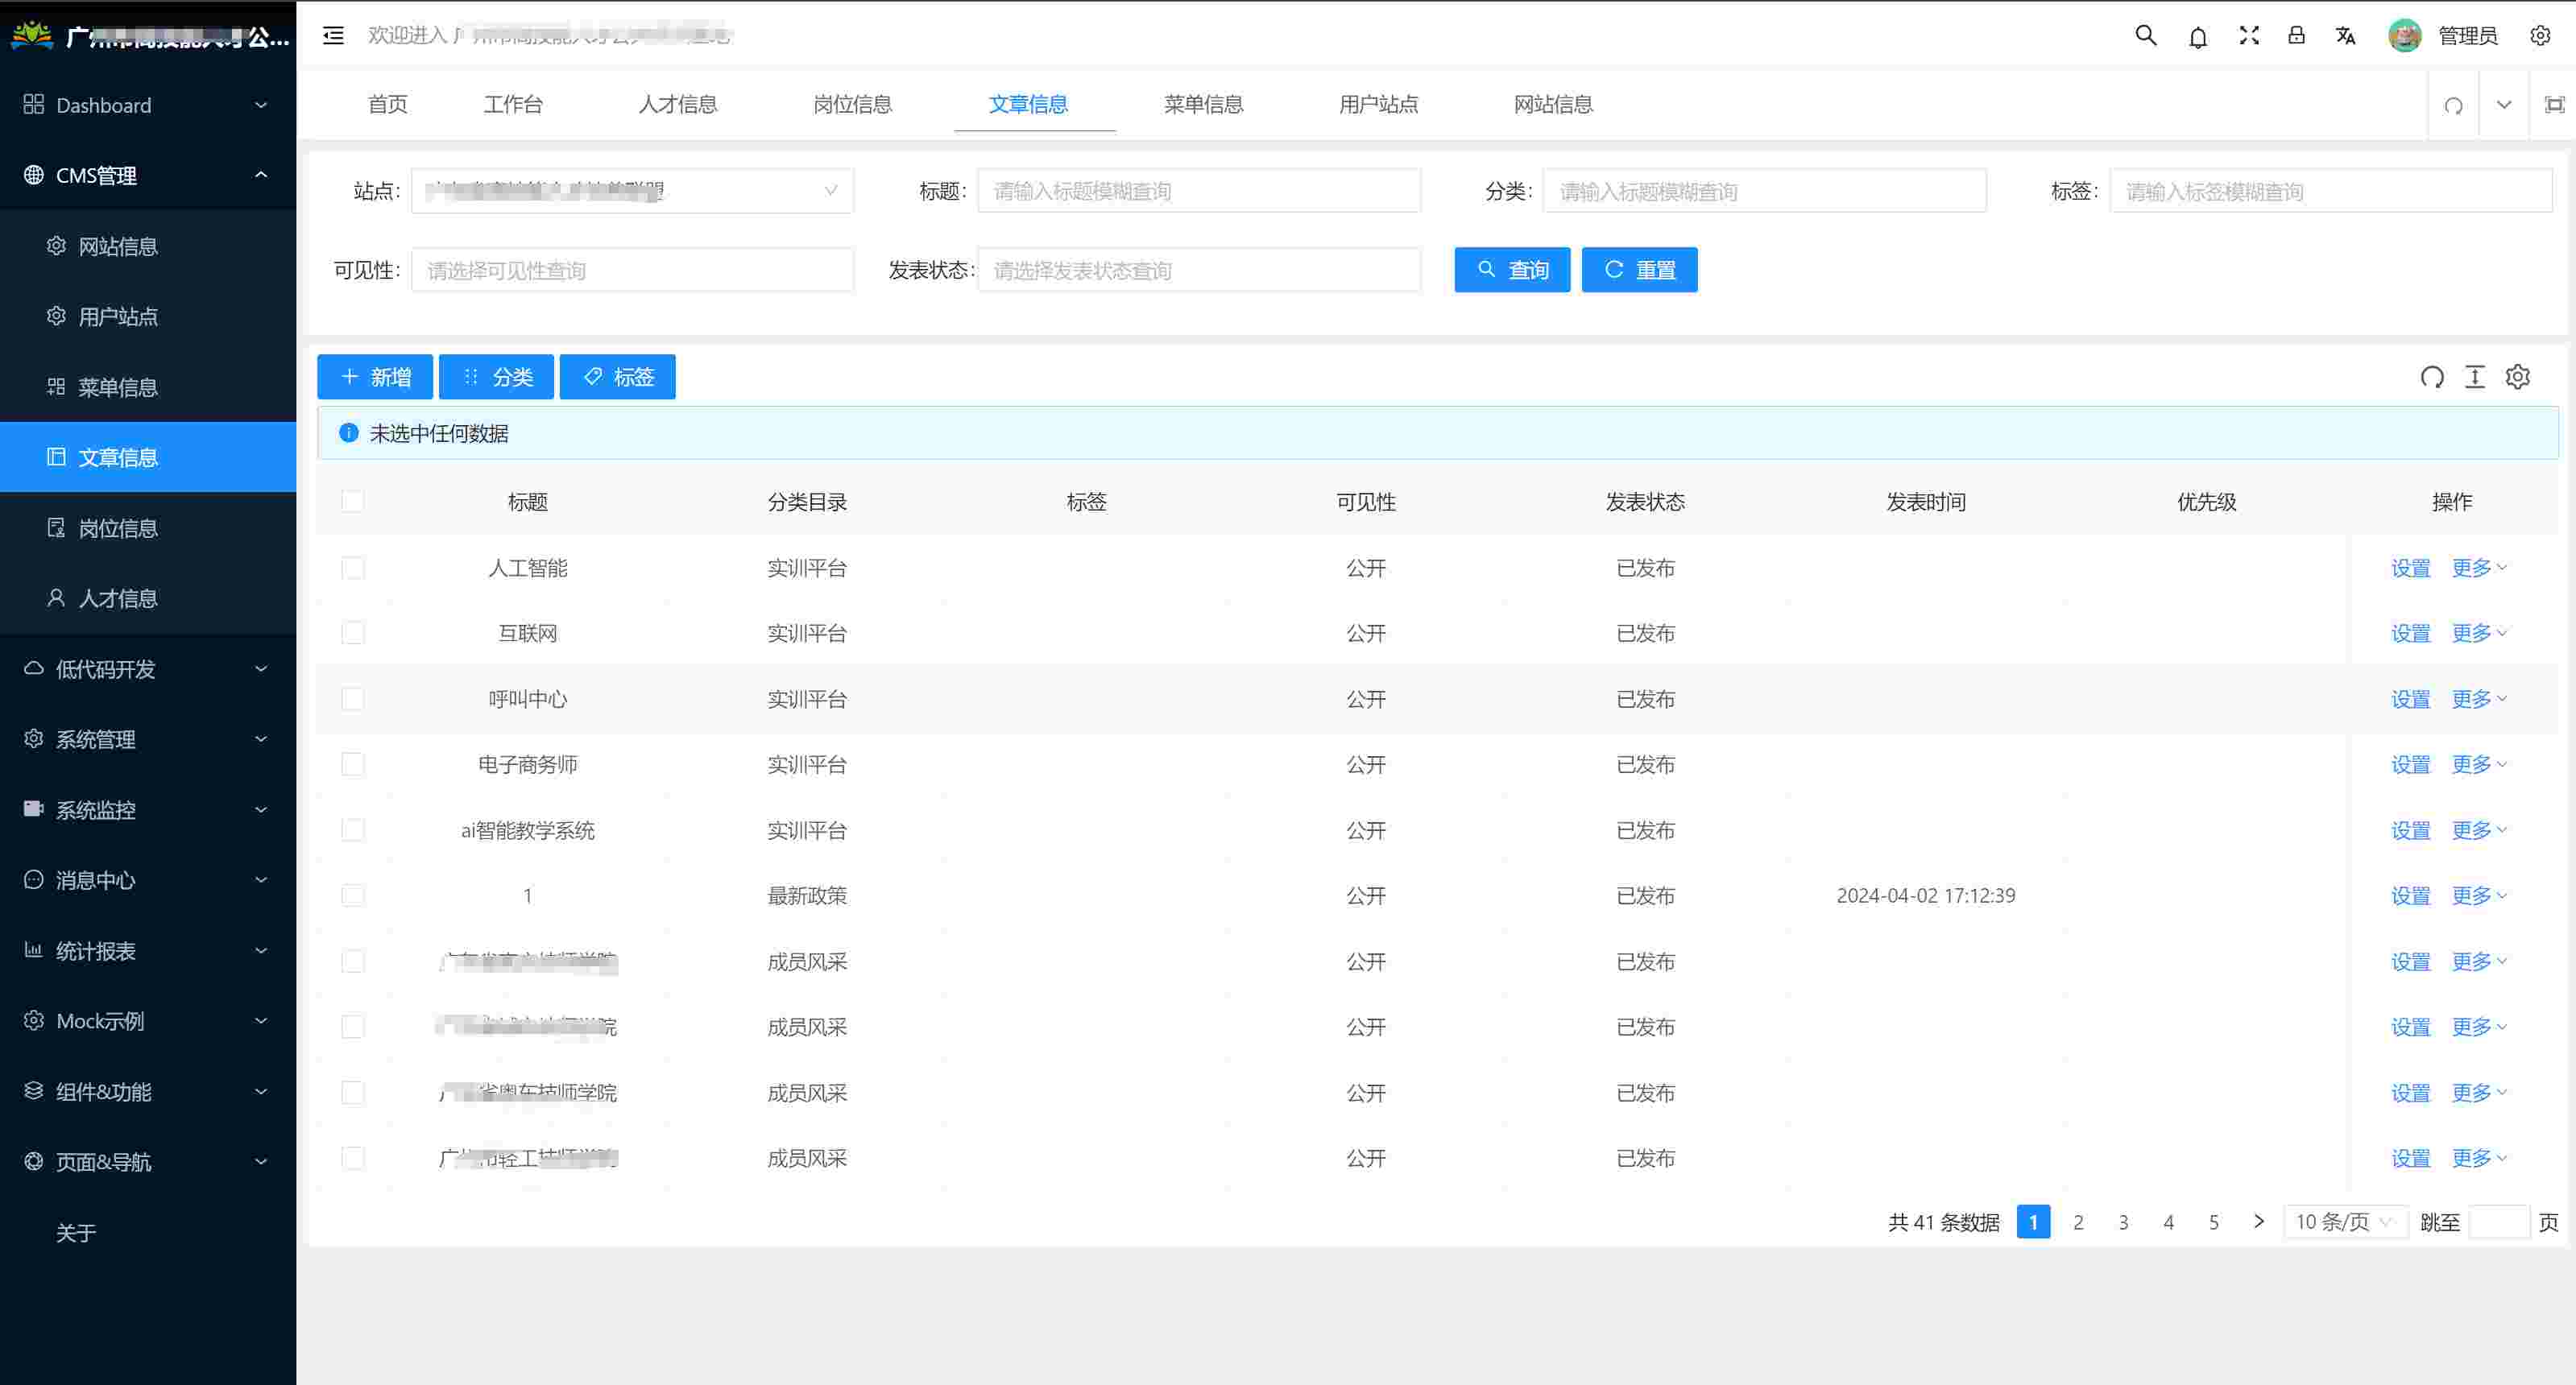 欢迎进入
管理员
首页 工作台 人才信息 岗位信息 文章信息 菜单信息 用户站点 网站信息
Dashboard
CMS管理
网站信息
用户站点
菜单信息
文章信息
岗位信息
人才信息
低代码开发
系统管理
系统监控
消息中心
统计报表
Mock示例
组件&功能
页面&导航
关于
站点: 标题: 请输入标题模糊查询 分类: 请输入标题模糊查询 标签: 请输入标签模糊查询
可见性: 请选择可见性查询 发表状态: 请选择发表状态查询 查询 重置
新增 分类 标签
未选中任何数据
标题 分类目录 标签 可见性 发表状态 发表时间 优先级 操作
人工智能 实训平台 公开 已发布 设置 更多
互联网 实训平台 公开 已发布 设置 更多
呼叫中心 实训平台 公开 已发布 设置 更多
电子商务师 实训平台 公开 已发布 设置 更多
ai智能教学系统 实训平台 公开 已发布 设置 更多
1 最新政策 公开 已发布 2024-04-02 17:12:39 设置 更多
成员风采 公开 已发布 设置 更多
成员风采 公开 已发布 设置 更多
成员风采 公开 已发布 设置 更多
成员风采 公开 已发布 设置 更多
共 41 条数据 1 2 3 4 5 10 条/页 跳至 页